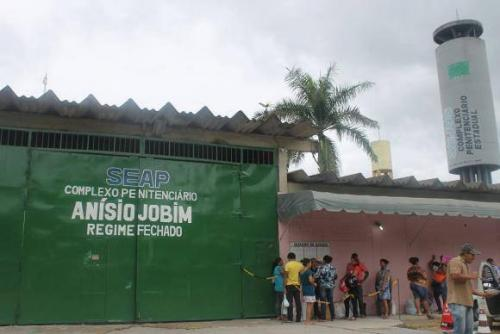 SEAP
COMPLEXO PENITENCIÁRIO
ANÍSIO JOBIM
REGIME FECHADO
COMPLEXO
PENITENCIÁRIO
ESTADUAL